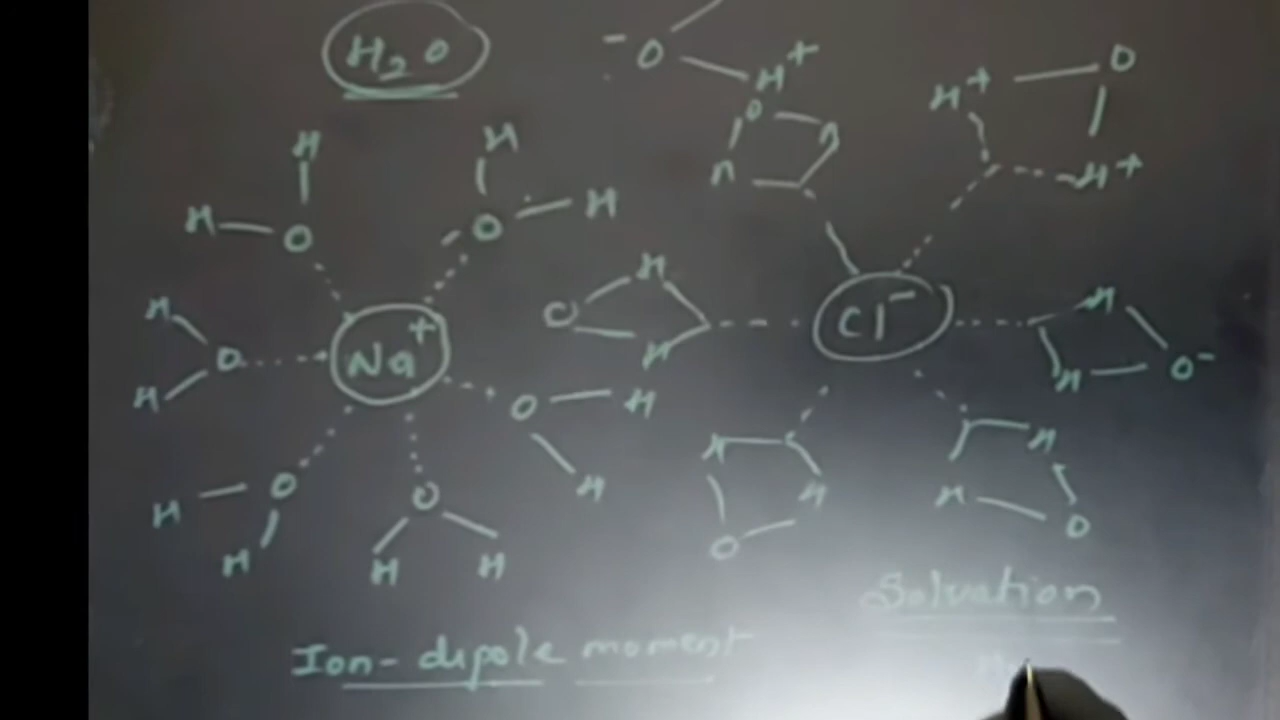 H₂O
- O H+
H+ O
H H O H
H O O H n H+
H H
H O Na+ O Cl- H
H H O-
O H H
H H H
H O O H H H
H O O
H H H
Solvation
Ion-dipole moment